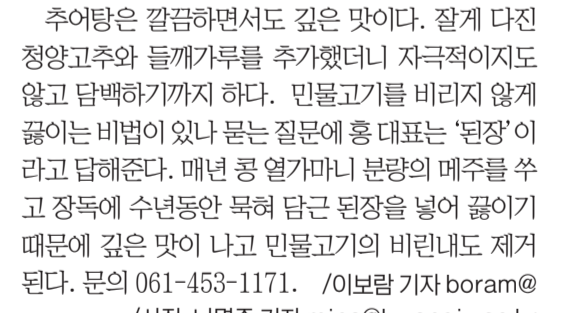 추어탕은 깔끔하면서도 깊은 맛이다. 잘게 다진
청양고추와 들깨가루를 추가했더니 자극적이지도
않고 담백하기까지 하다. 민물고기를 비리지 않게
끓이는 비법이 있나 묻는 질문에 홍 대표는 ‘된장’이
라고 답해준다. 매년 콩 열가마니 분량의 메주를 쑤
고 장독에 수년동안 묵혀 담근 된장을 넣어 끓이기
때문에 깊은 맛이 나고 민물고기의 비린내도 제거
된다. 문의 061-453-1171. /이보람 기자 boram@